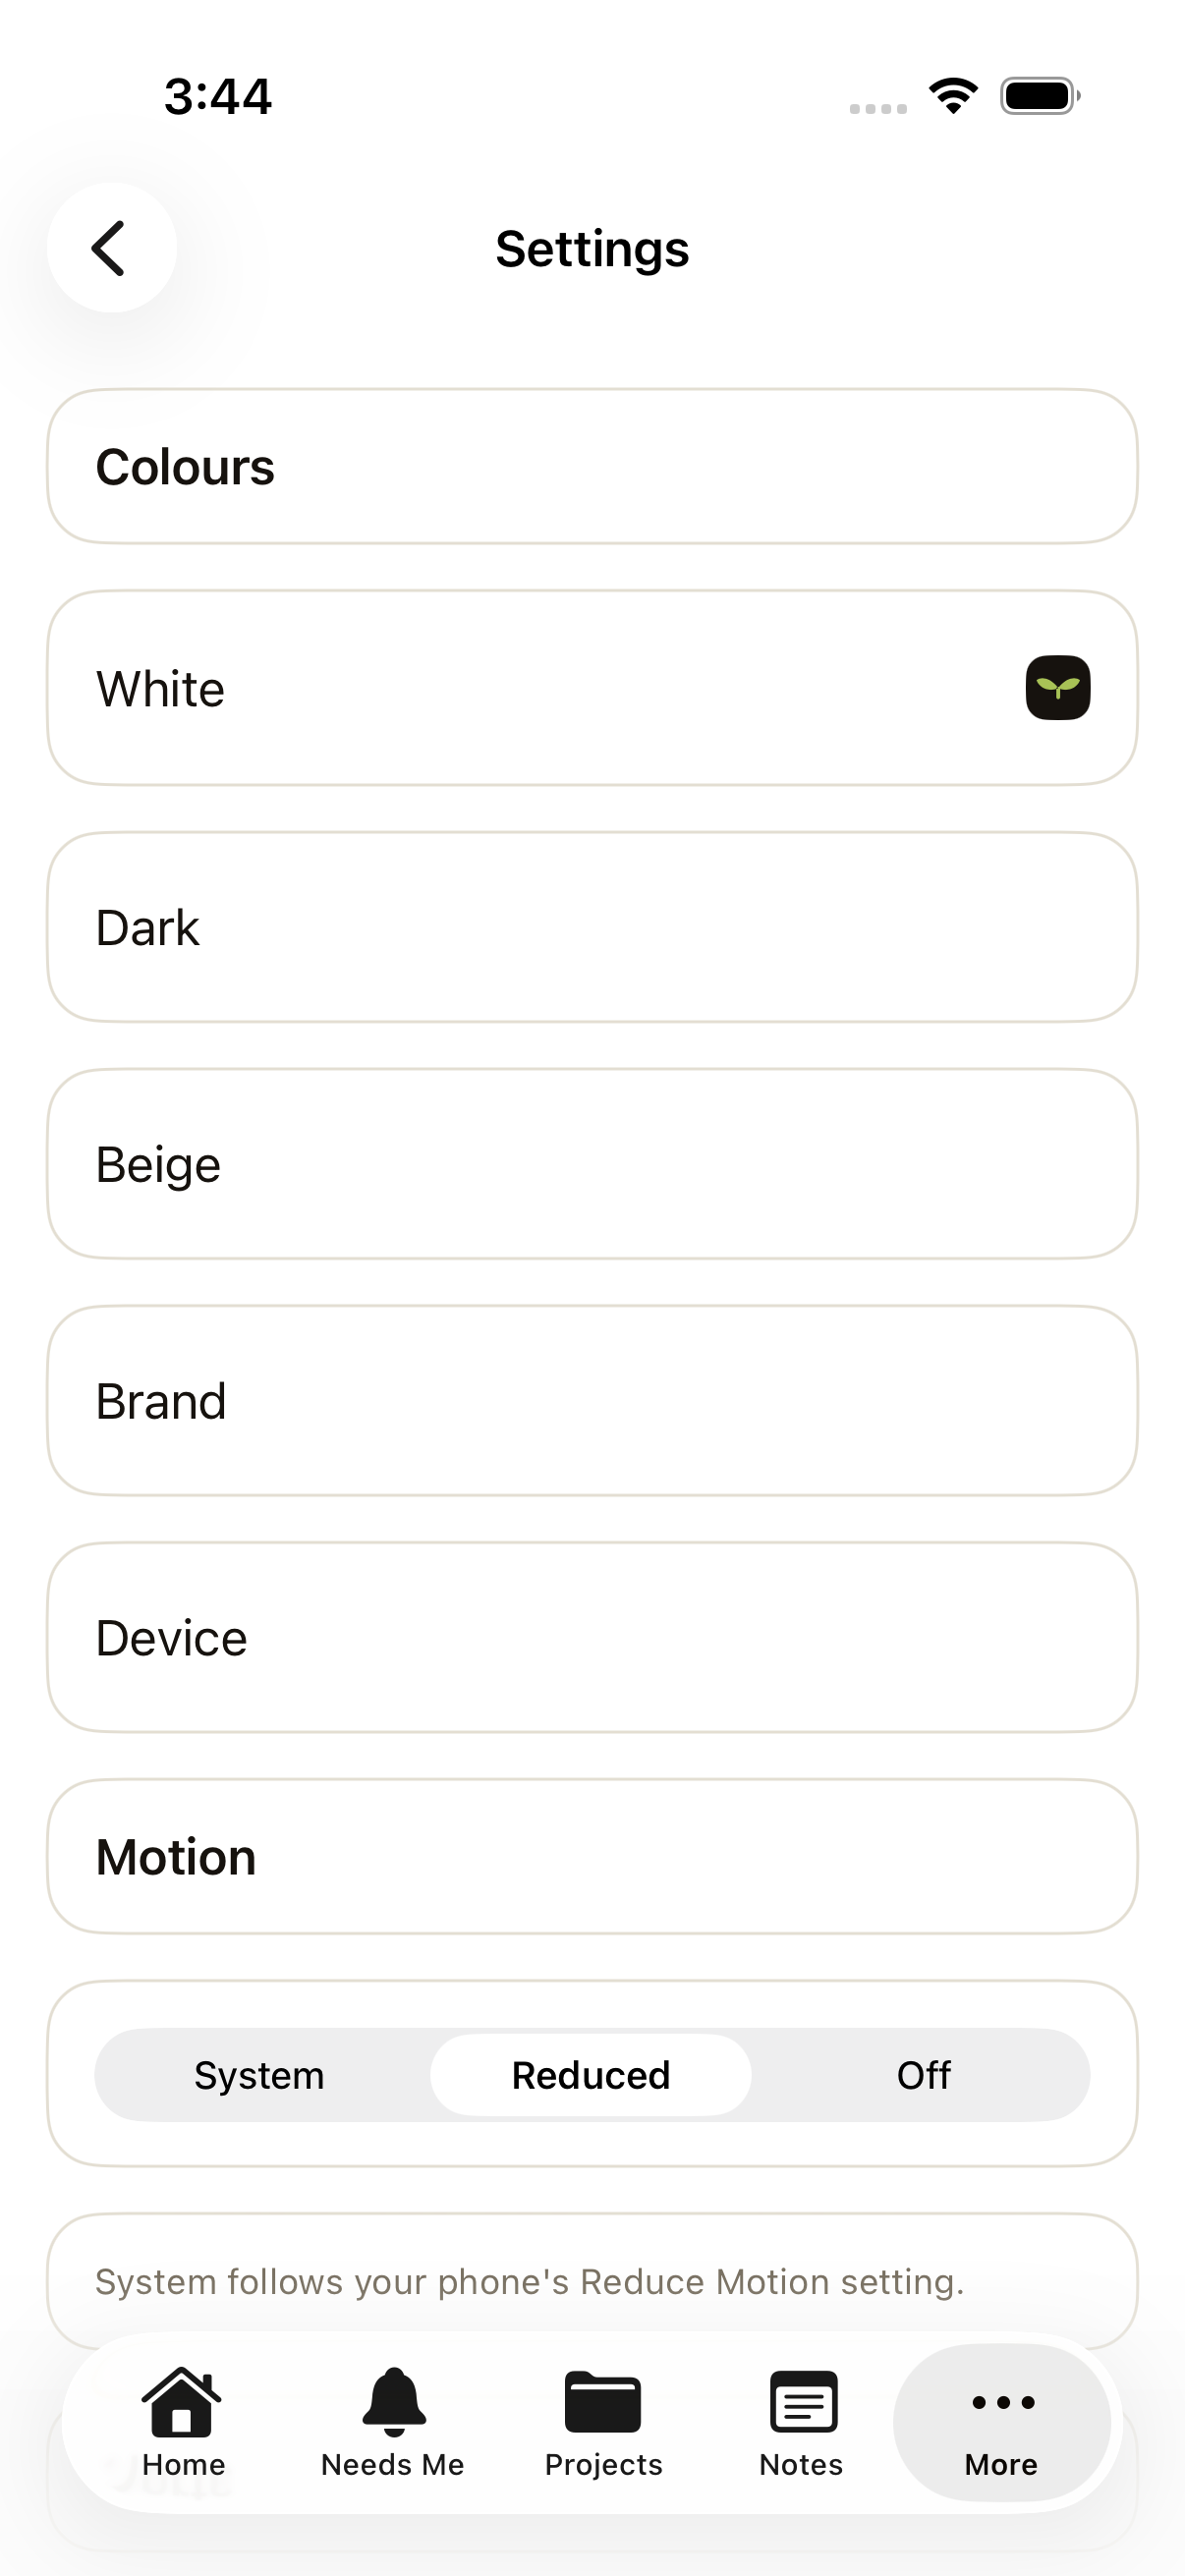 3:44
Settings
Colours
White
Dark
Beige
Brand
Device
Motion
System Reduced Off
System follows your phone's Reduce Motion setting.
Home Needs Me Projects Notes More